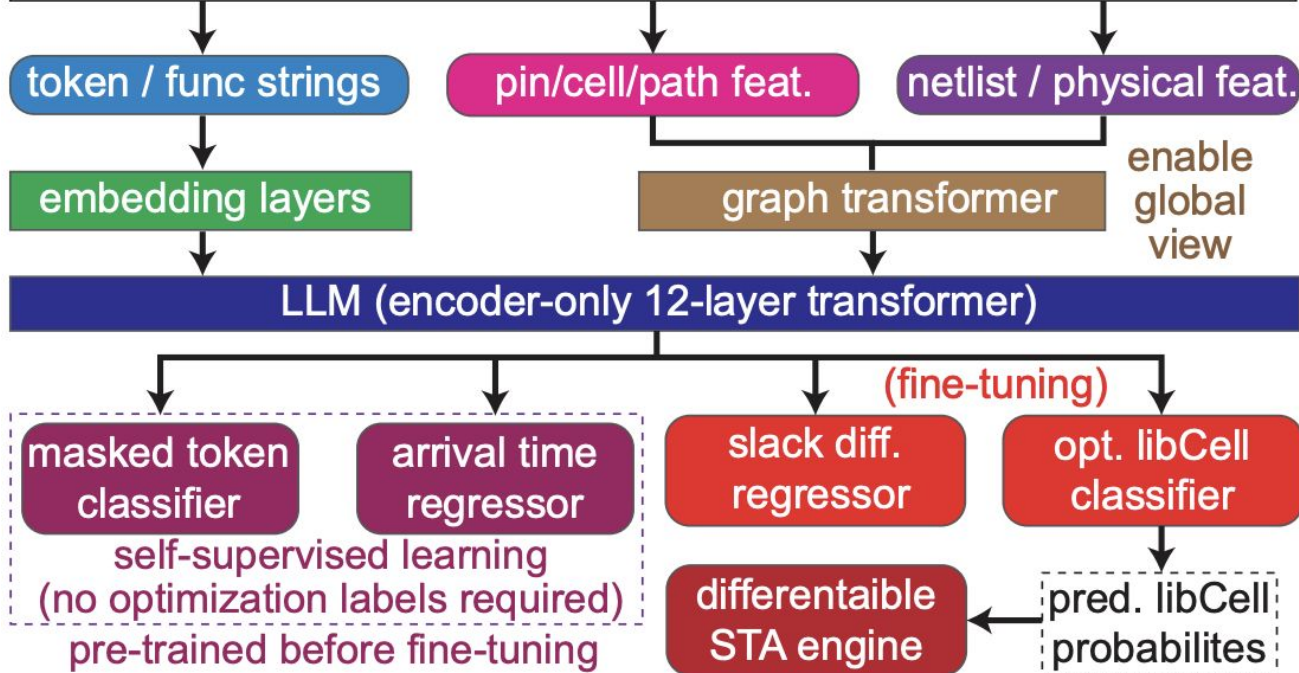 token / func strings
pin/cell/path feat.
netlist / physical feat.
embedding layers
graph transformer
enable
global
view
LLM (encoder-only 12-layer transformer)
(fine-tuning)
masked token
classifier
arrival time
regressor
slack diff.
regressor
opt. libCell
classifier
self-supervised learning
(no optimization labels required)
pre-trained before fine-tuning
differentaible
STA engine
pred. libCell
probabilites